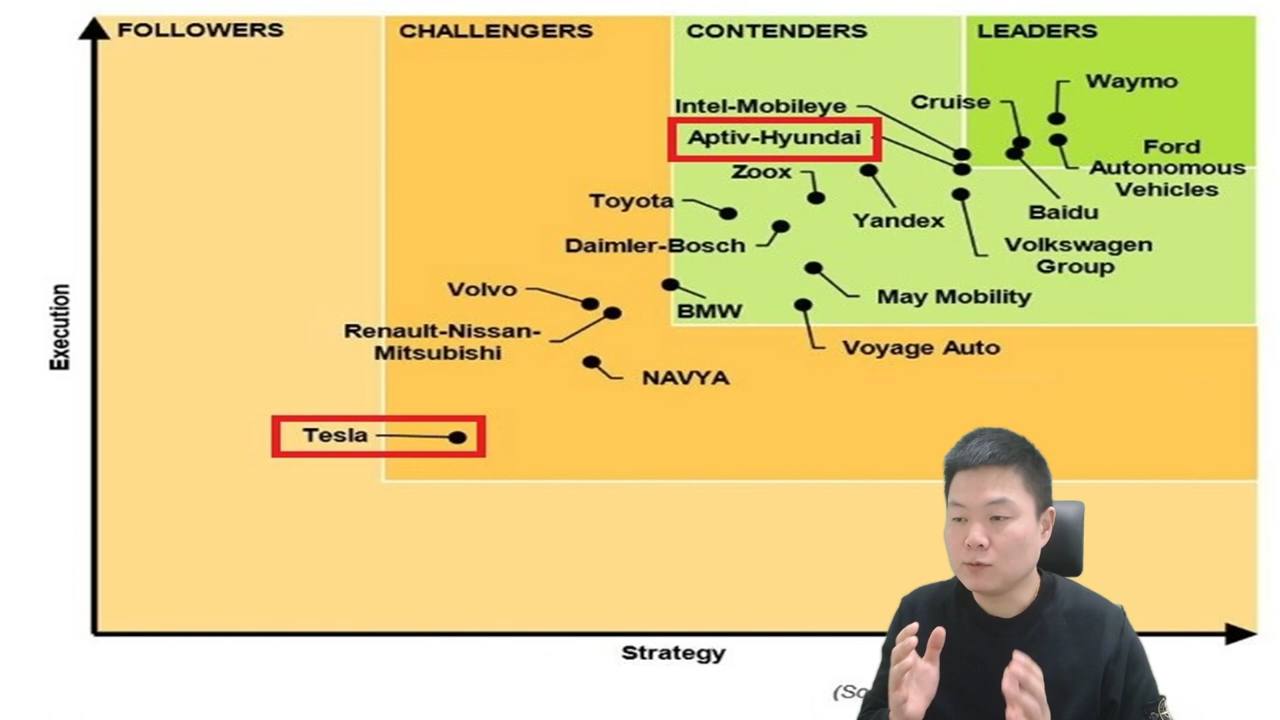 FOLLOWERS
CHALLENGERS
CONTENDERS
LEADERS
Waymo
Cruise
Intel-Mobileye
Aptiv-Hyundai
Ford
Autonomous
Vehicles
Zoox
Toyota
Yandex
Baidu
Daimler-Bosch
Volkswagen
Group
Volvo
May Mobility
BMW
Renault-Nissan-
Mitsubishi
Voyage Auto
NAVYA
Tesla
Execution
Strategy